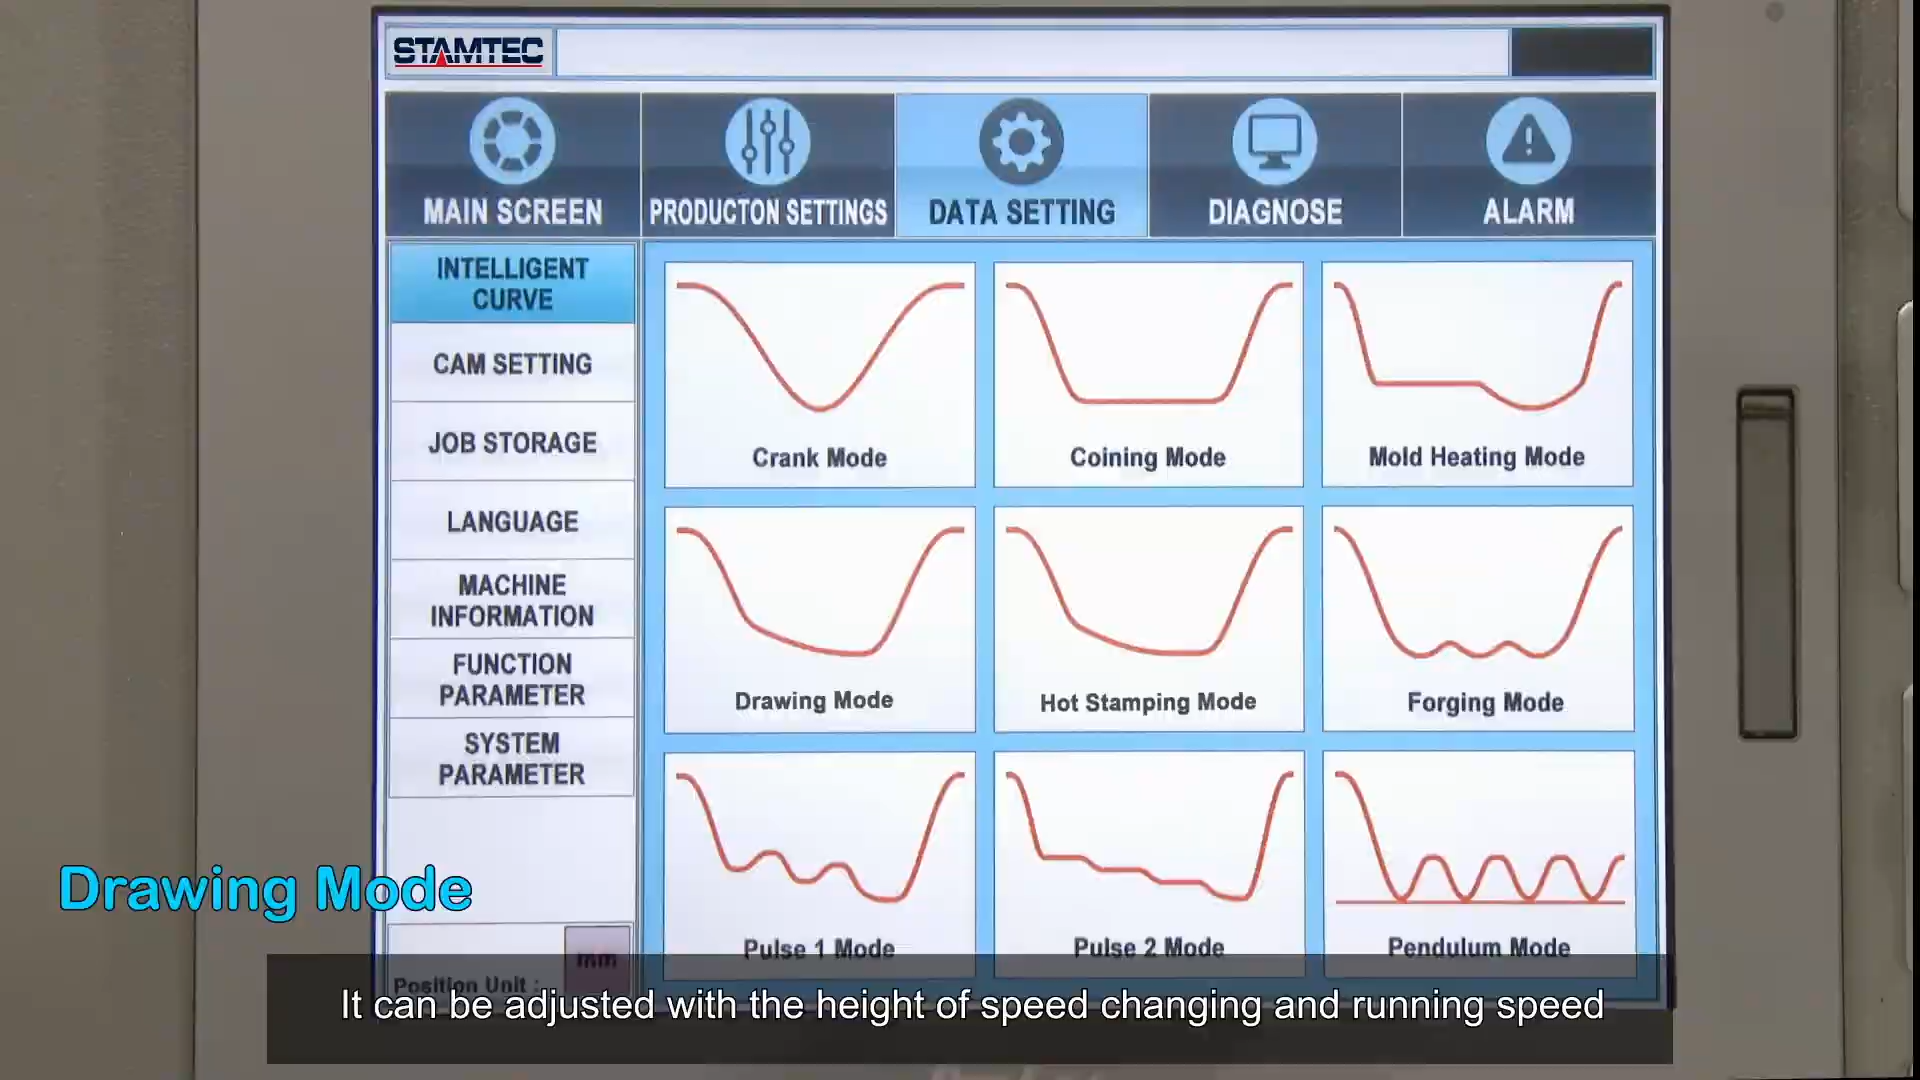 STAMTEC
MAIN SCREEN
PRODUCTON SETTINGS
DATA SETTING
DIAGNOSE
ALARM
INTELLIGENT
CURVE
CAM SETTING
JOB STORAGE
LANGUAGE
MACHINE
INFORMATION
FUNCTION
PARAMETER
SYSTEM
PARAMETER
Crank Mode
Coining Mode
Mold Heating Mode
Drawing Mode
Hot Stamping Mode
Forging Mode
Pulse 1 Mode
Pulse 2 Mode
Pendulum Mode
Drawing Mode
mm
Position Unit :
It can be adjusted with the height of speed changing and running speed